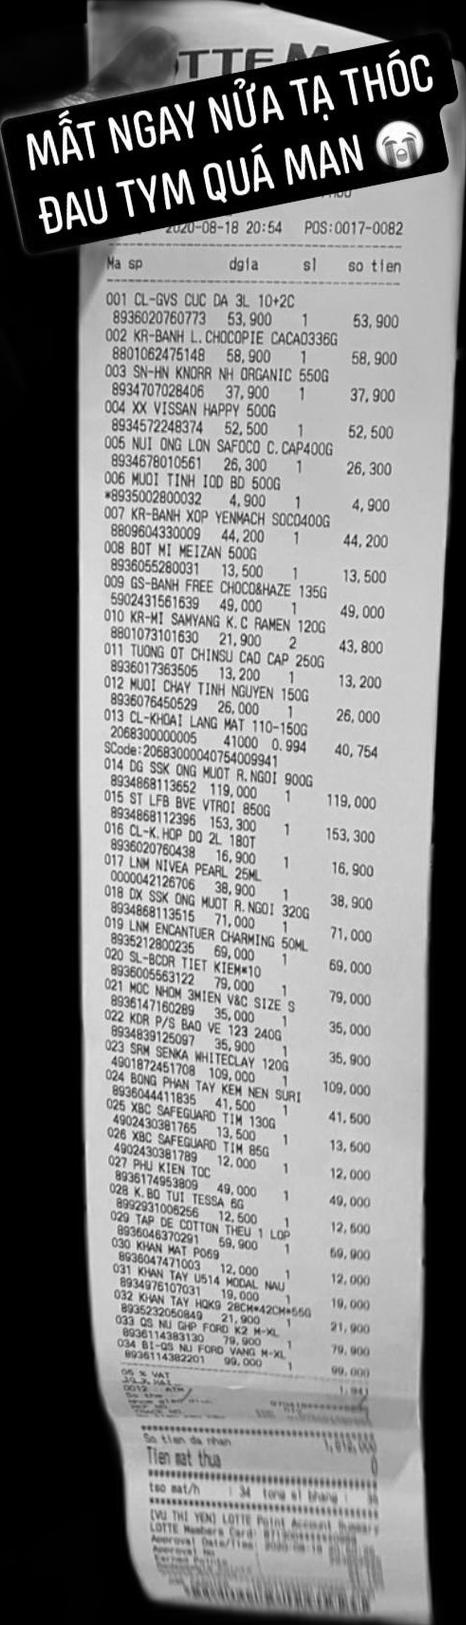 LOTTE M
MẤT NGAY NỬA TẠ THÓC
ĐAU TYM QUÁ MAN 😭
2020-08-18 20:54 POS:0017-0082
Ma sp dgia sl so tien
001 CL-GVS CUC DA 3L 10+2C
8936020760773 53,900 1 53,900
002 KR-BANH L.CHOCOPIE CACAO336G
8801062475148 58,900 1 58,900
003 SN-HN KNORR NH ORGANIC 550G
8934707028406 37,900 1 37,900
004 XX VISSAN HAPPY 500G
8934572248374 52,500 1 52,500
005 NUI ONG LON SAFOCO C.CAP400G
8934678010561 26,300 1 26,300
006 MUOI TINH IOD BD 500G
*8935002800032 4,900 1 4,900
007 KR-BANH XOP YENMACH SOCO400G
8809604330009 44,200 1 44,200
008 BOT MI MEIZAN 500G
8936055280031 13,500 1 13,500
009 GS-BANH FREE CHOCO&HAZE 135G
5902431561639 49,000 1 49,000
010 KR-MI SAMYANG K.C RAMEN 120G
8801073101630 21,900 2 43,800
011 TUONG OT CHINSU CAO CAP 250G
8936017363505 13,200 1 13,200
012 MUOI CHAY TINH NGUYEN 150G
8936076450529 26,000 1 26,000
013 CL-KHOAI LANG MAT 110-150G
2068300000005 41000 0.994 40,754
SCode:20683000040754009941
014 DG SSK ONG MUOT R.NGOI 900G
8934868113652 119,000 1 119,000
015 ST LFB BVE VTROI 850G
8934868112396 153,300 1 153,300
016 CL-K.HOP DO 2L 180T
8936020760438 16,900 1 16,900
017 LNM NIVEA PEARL 25ML
0000042126706 38,900 1 38,900
018 DX SSK ONG MUOT R.NGOI 320G
8934868113515 71,000 1 71,000
019 LNM ENCANTUER CHARMING 50ML
8935212800235 69,000 1 69,000
020 SL-BCDR TIET KIEM*10
8936005563122 79,000 1 79,000
021 MOC NHOM 3MIEN V&C SIZE S
8936147160289 35,000 1 35,000
022 KDR P/S BAO VE 123 240G
8934839125097 35,900 1 35,900
023 SRM SENKA WHITECLAY 120G
4901872451708 109,000 1 109,000
024 BONG PHAN TAY KEM NEN SURI
8936044411835 41,500 1 41,500
025 XBC SAFEGUARD TIM 130G
4902430381765 13,500 1 13,500
026 XBC SAFEGUARD TIM 85G
4902430381789 12,000 1 12,000
027 PHU KIEN TOC
8936174953809 49,000 1 49,000
028 K.BO TUI TESSA 6G
8992931006256 12,500 1 12,500
029 TAP DE COTTON THEU 1 LOP
8936046370291 59,900 1 59,900
030 KHAN MAT PO69
8936047471003 12,000 1 12,000
031 KHAN TAY U514 MODAL NAU
8934976107031 19,000 1 19,000
032 KHAN TAY HQK9 28CM*42CM*55G
8935232050849 21,900 1 21,900
033 QS NU GHP FORD K2 M-XL
8936114383130 79,900 1 79,900
034 BI-QS NU FORD VANG M-XL
8936114382201 99,000 1 99,000
05 % VAT
0012 ATM
So tien da nhan
Tien mat thua 0
tso mat/h : 34 tong sl bhang :
[VU THI YEN] LOTTE Point Account Summary
LOTTE Members Card:
Approval Date/Time:
Approval No